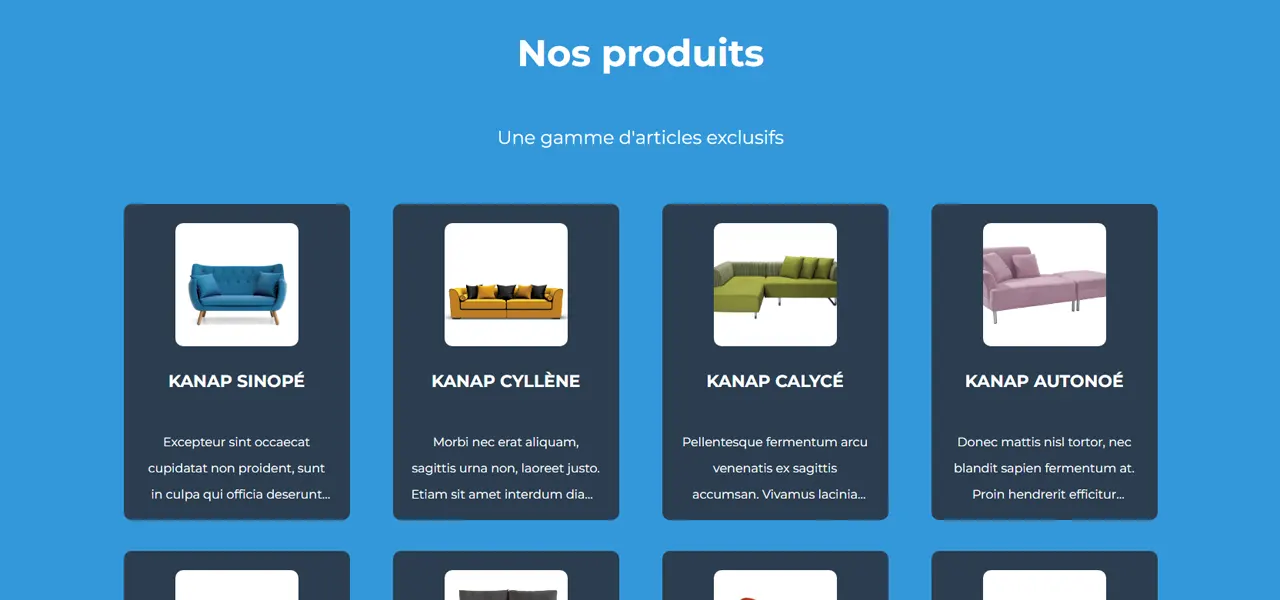 Nos produits
Une gamme d'articles exclusifs
KANAP SINOPÉ
Excepteur sint occaecat
cupidatat non proident, sunt
in culpa qui officia deserunt...
KANAP CYLLÈNE
Morbi nec erat aliquam,
sagittis urna non, laoreet justo.
Etiam sit amet interdum dia...
KANAP CALYCÉ
Pellentesque fermentum arcu
venenatis ex sagittis
accumsan. Vivamus lacinia...
KANAP AUTONOÉ
Donec mattis nisl tortor, nec
blandit sapien fermentum at.
Proin hendrerit efficitur...